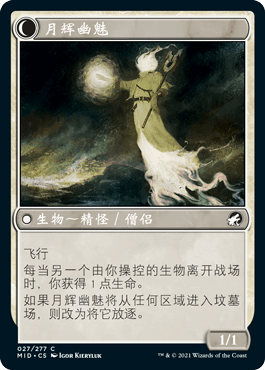 月辉幽魅
生物～精怪／僧侣
飞行
每当另一个由你操控的生物离开战场
时，你获得1点生命。
如果月辉幽魅将从任何区域进入坟墓
场，则改为将它放逐。
1/1
027/277 C
MID • CS IGOR KIERYLUK
™ & © 2021 Wizards of the Coast